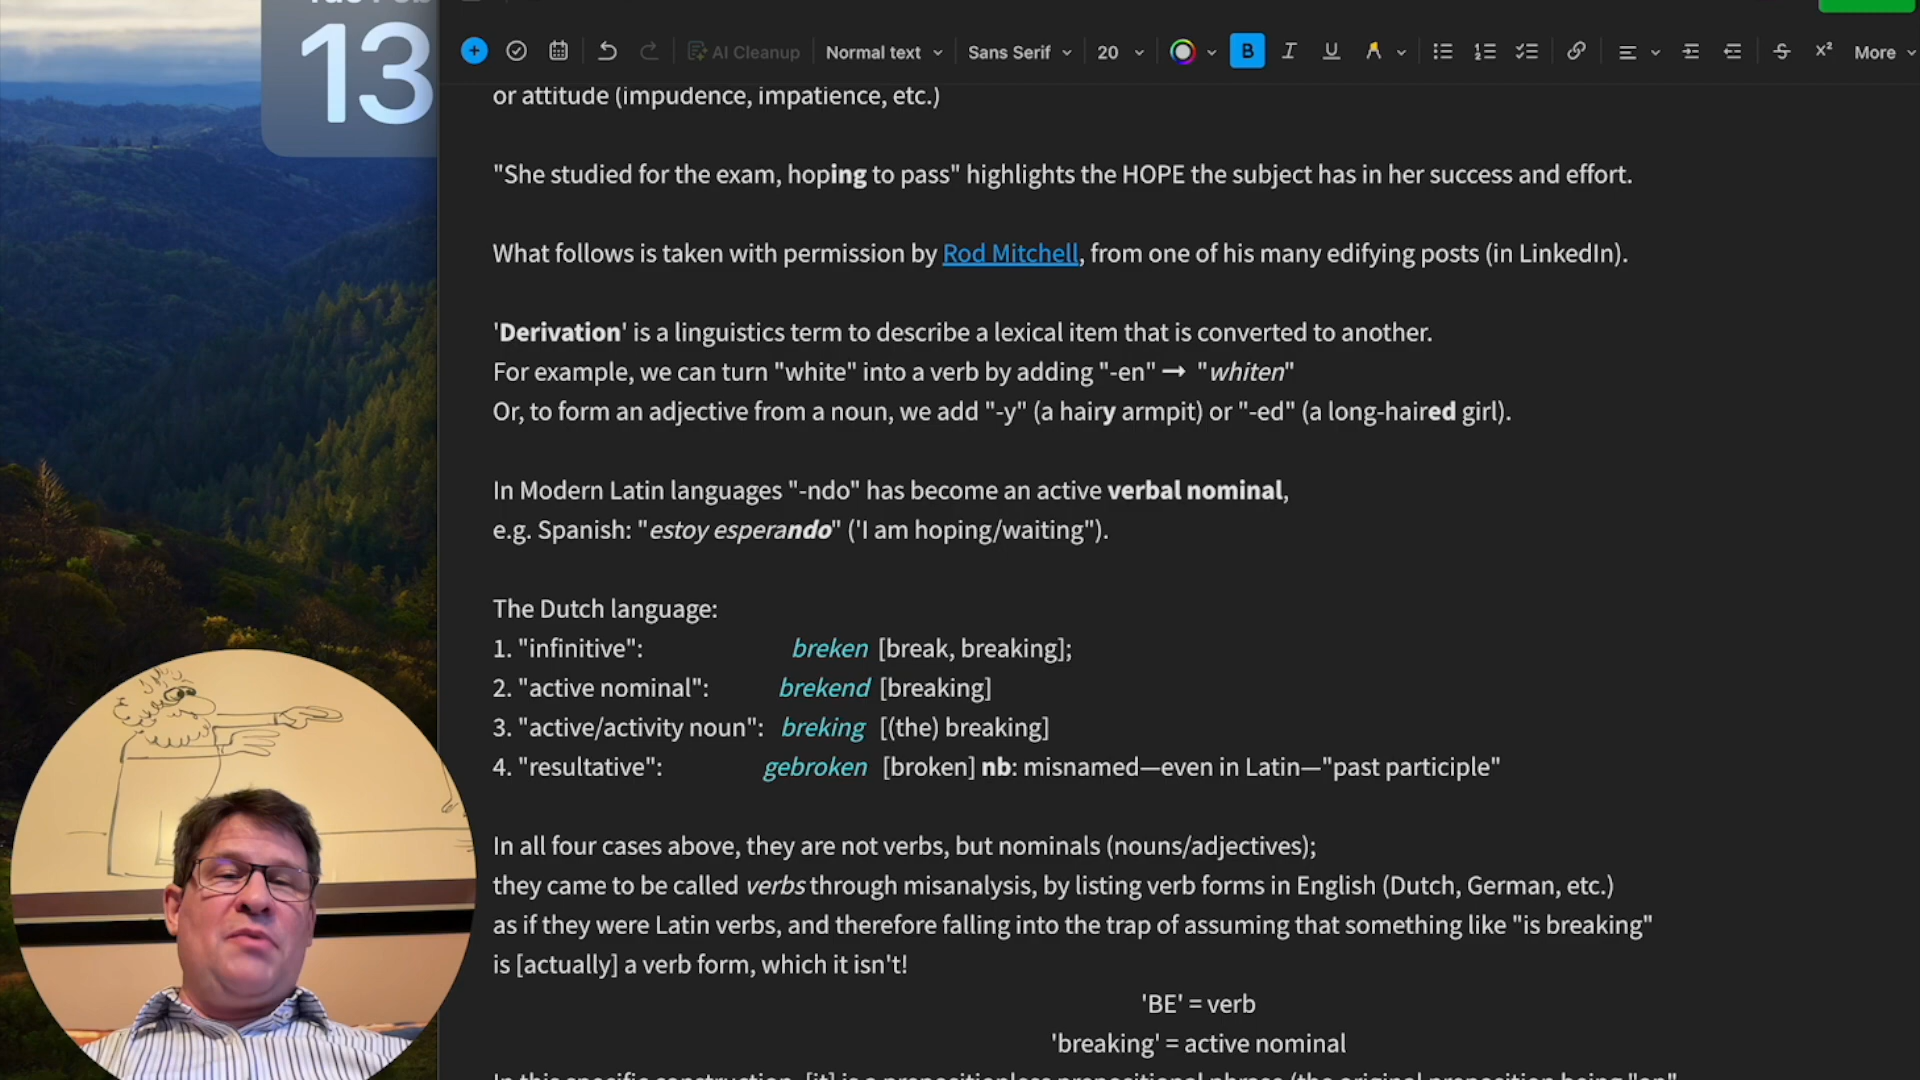 13
AI Cleanup
Normal text
Sans Serif
20
B
More
or attitude (impudence, impatience, etc.)
"She studied for the exam, hoping to pass" highlights the HOPE the subject has in her success and effort.
What follows is taken with permission by Rod Mitchell, from one of his many edifying posts (in LinkedIn).
'Derivation' is a linguistics term to describe a lexical item that is converted to another.
For example, we can turn "white" into a verb by adding "-en" → "whiten"
Or, to form an adjective from a noun, we add "-y" (a hairy armpit) or "-ed" (a long-haired girl).
In Modern Latin languages "-ndo" has become an active verbal nominal,
e.g. Spanish: "estoy esperando" ('I am hoping/waiting").
The Dutch language:
1. "infinitive": breken [break, breaking];
2. "active nominal": brekend [breaking]
3. "active/activity noun": breking [(the) breaking]
4. "resultative": gebroken [broken] nb: misnamed—even in Latin—"past participle"
In all four cases above, they are not verbs, but nominals (nouns/adjectives);
they came to be called verbs through misanalysis, by listing verb forms in English (Dutch, German, etc.)
as if they were Latin verbs, and therefore falling into the trap of assuming that something like "is breaking"
is [actually] a verb form, which it isn't!
'BE' = verb
'breaking' = active nominal